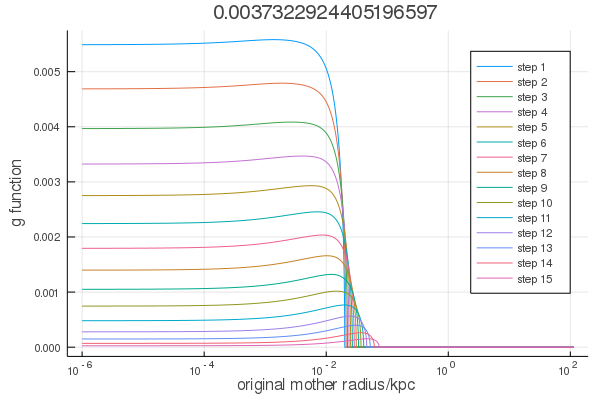 0.0037322924405196597
g function
0.005
0.004
0.003
0.002
0.001
0.000
10⁻⁶
10⁻⁴
10⁻²
10⁰
10²
original mother radius/kpc
step 1
step 2
step 3
step 4
step 5
step 6
step 7
step 8
step 9
step 10
step 11
step 12
step 13
step 14
step 15